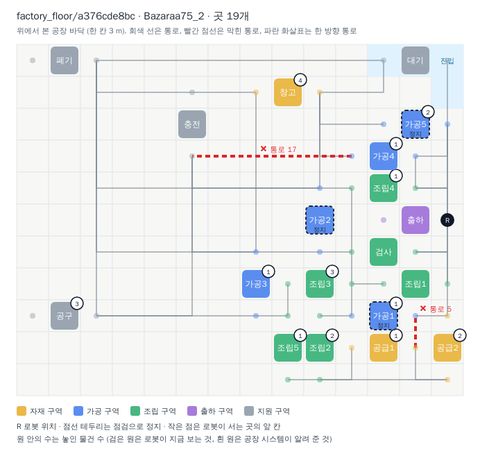 factory_floor/a376cde8bc · Bazaraa75_2 · 곳 19개
위에서 본 공장 바닥 (한 칸 3 m). 회색 선은 통로, 빨간 점선은 막힌 통로, 파란 화살표는 한 방향 통로
폐기
대기
진입
창고
4
충전
가공5
정지
2
✖ 통로 17
가공4
1
조립4
1
가공2
정지
출하
R
검사
가공3
1
조립3
3
조립1
공구
3
가공1
정지
1
✖ 통로 5
조립5
1
조립2
2
공급1
1
공급2
2
자재 구역
가공 구역
조립 구역
출하 구역
지원 구역
R 로봇 위치 · 점선 테두리는 점검으로 정지 · 작은 점은 로봇이 서는 곳의 앞 칸
원 안의 수는 놓인 물건 수 (검은 원은 로봇이 지금 보는 것, 흰 원은 공장 시스템이 알려 준 것)